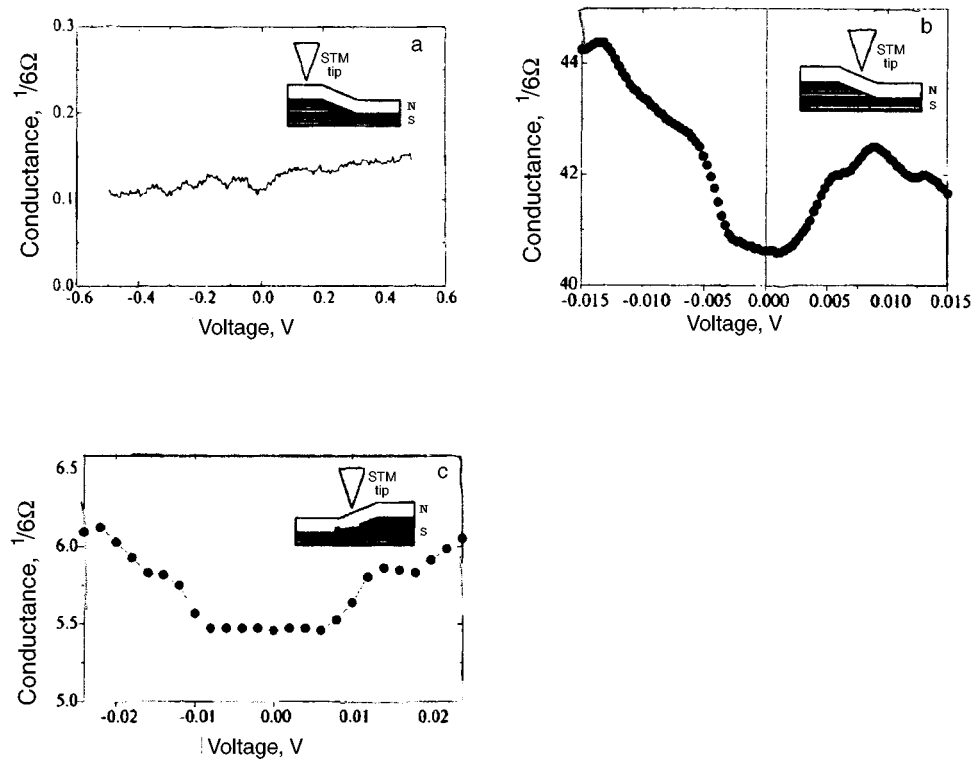 a
0.3
0.2
0.1
0.0
Conductance, 1/6Ω
STM
tip
N
S
-0.6
-0.4
-0.2
0.0
0.2
0.4
0.6
Voltage, V
b
44
42
40
Conductance, 1/6Ω
STM
tip
N
S
-0.015
-0.010
-0.005
0.000
0.005
0.010
0.015
Voltage, V
c
6.5
6.0
5.5
5.0
Conductance, 1/6Ω
STM
tip
N
S
-0.02
-0.01
0.00
0.01
0.02
Voltage, V